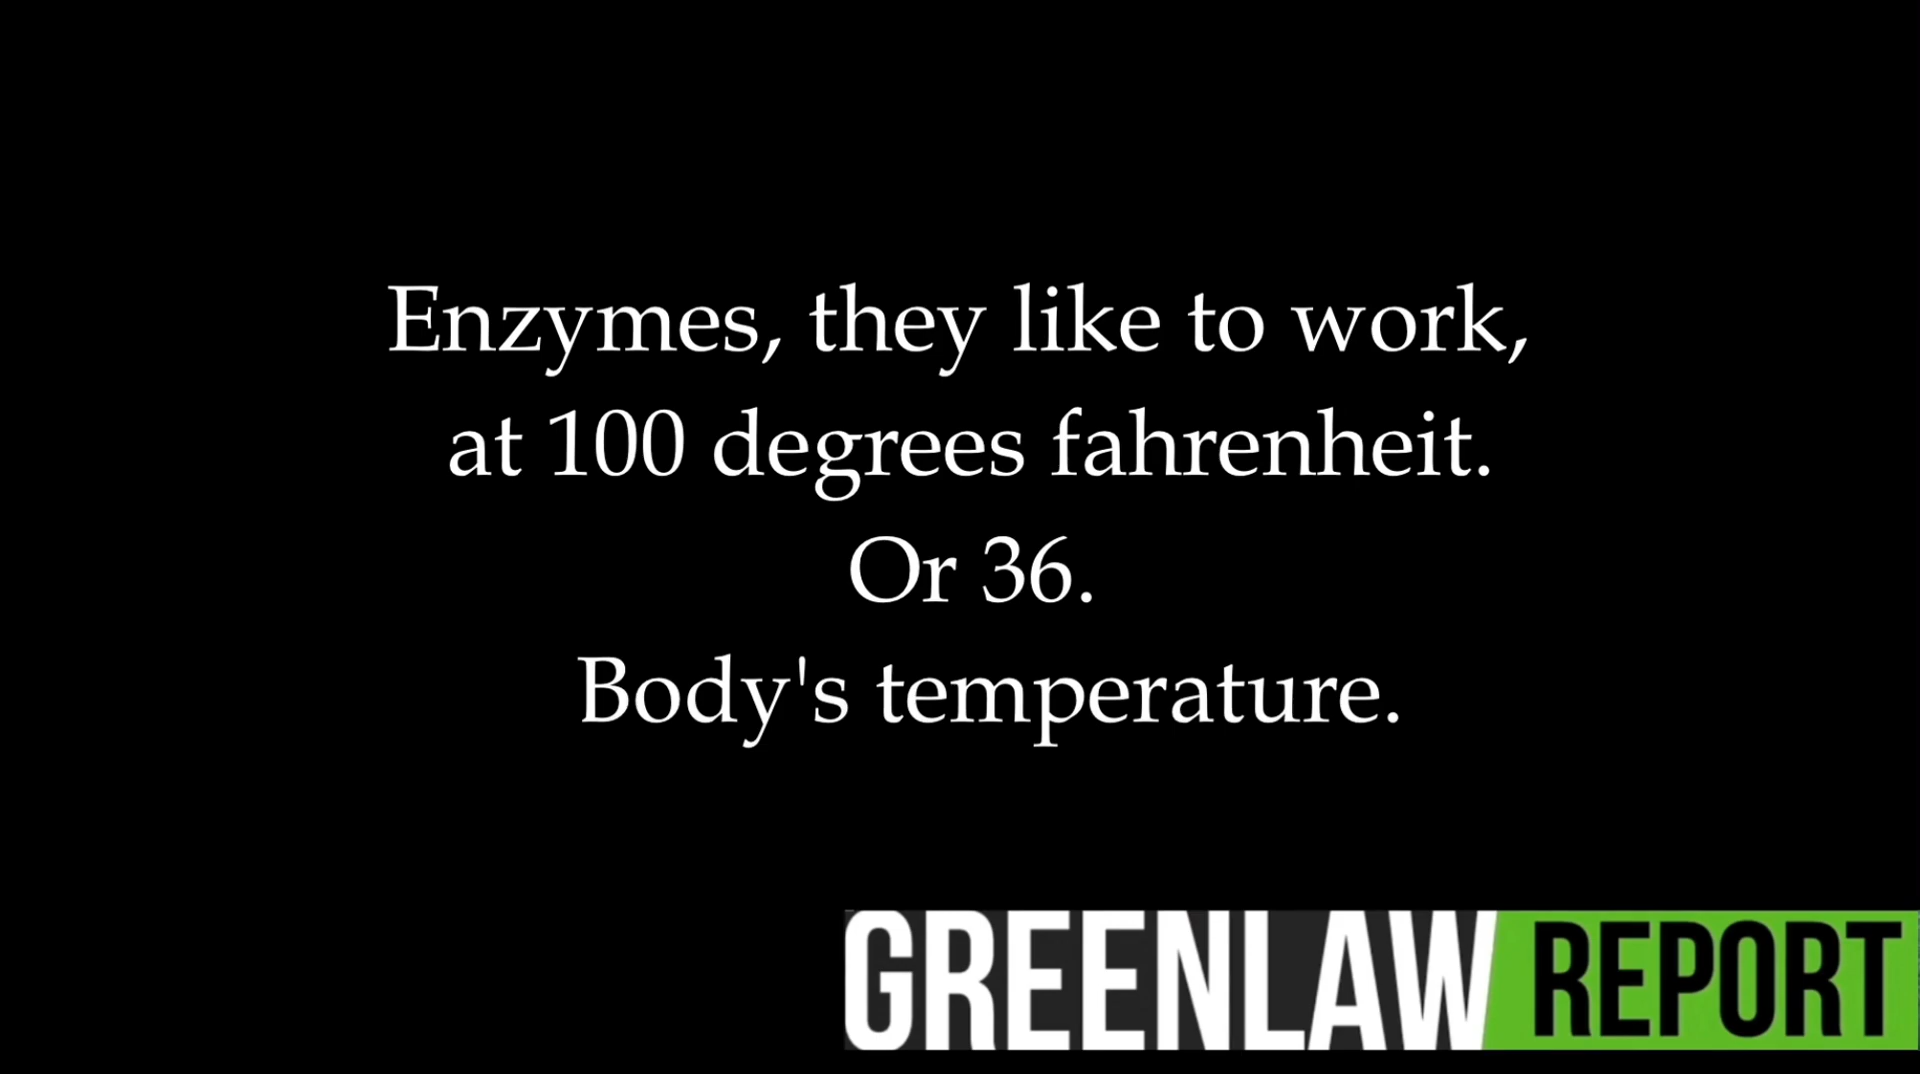 Enzymes, they like to work,
at 100 degrees fahrenheit.
Or 36.
Body's temperature.
GREENLAW REPORT